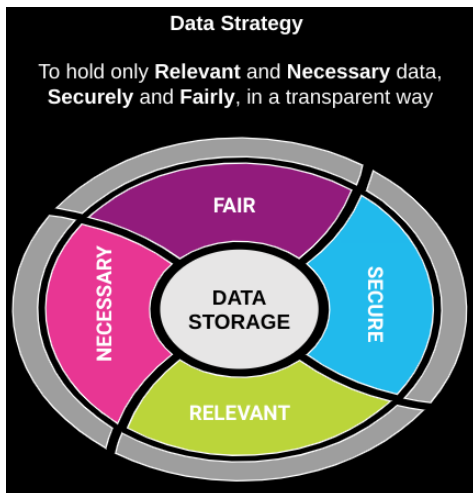 Data Strategy
To hold only Relevant and Necessary data,
Securely and Fairly, in a transparent way
FAIR
NECESSARY
DATA
STORAGE
SECURE
RELEVANT